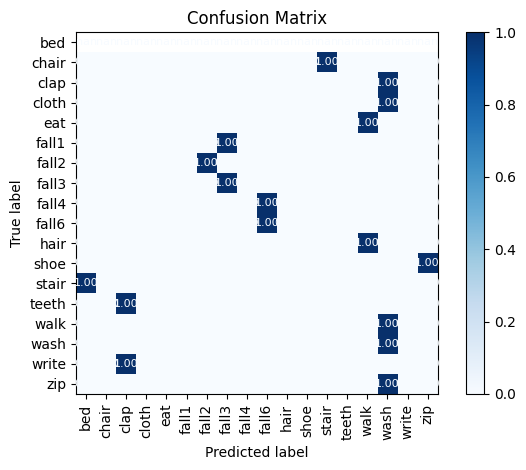 Confusion Matrix
True label
bed
chair 1.00
clap 1.00
cloth 1.00
eat 1.00
fall1 1.00
fall2 1.00
fall3 1.00
fall4 1.00
fall6 1.00
hair 1.00
shoe 1.00
stair 1.00
teeth 1.00
walk 1.00
wash 1.00
write 1.00
zip 1.00
bed chair clap cloth eat fall1 fall2 fall3 fall4 fall6 hair shoe stair teeth walk wash write zip
Predicted label
1.0
0.8
0.6
0.4
0.2
0.0